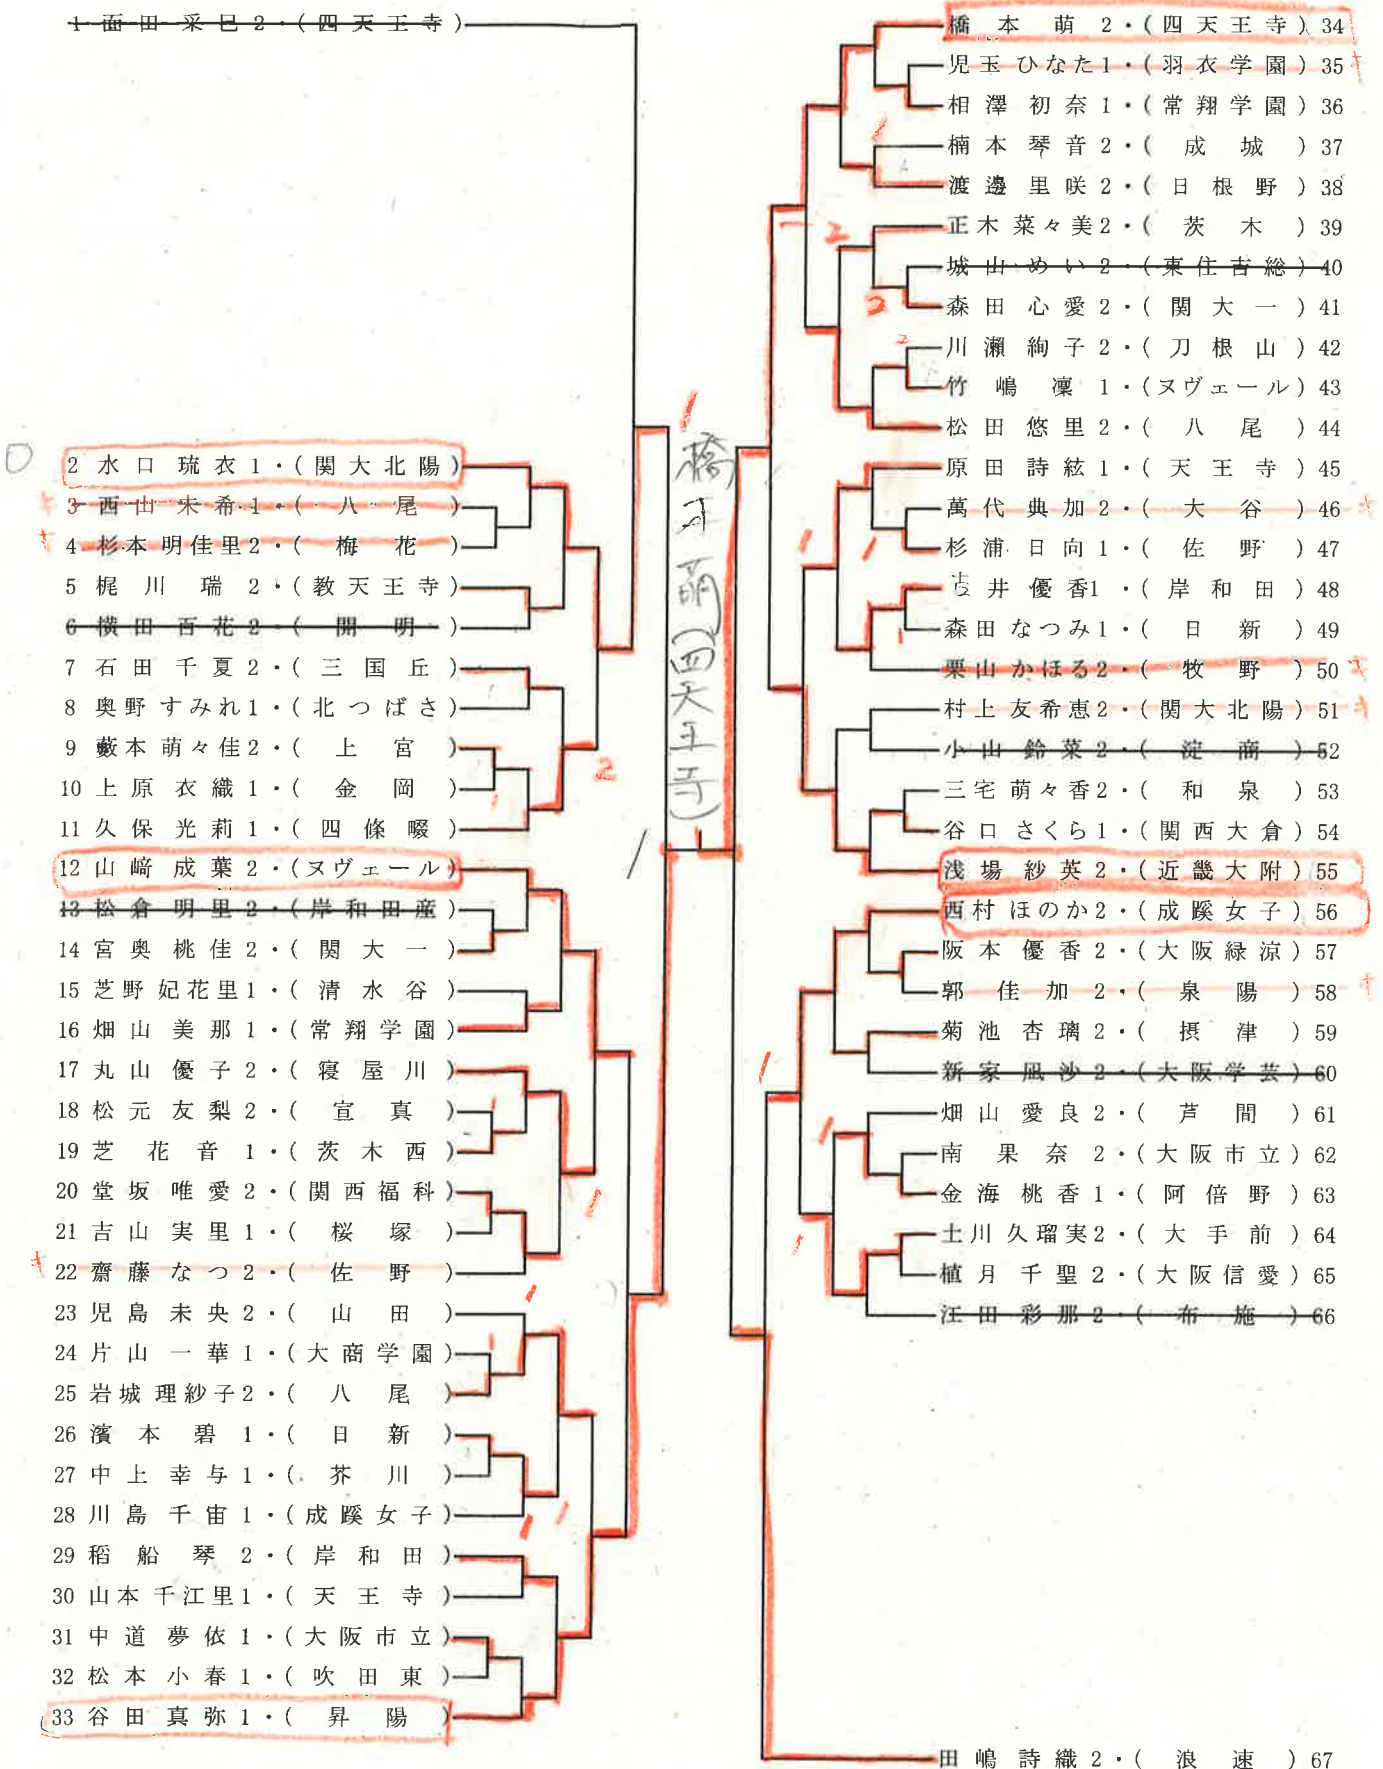 1 面田采巳2・(四天王寺)
2 水口琉衣1・(関大北陽)
3 西山未希1・(八尾)
4 杉本明佳里2・(梅花)
5 梶川瑞2・(教天王寺)
6 横田百花2・(開明)
7 石田千夏2・(三国丘)
8 奥野すみれ1・(北つばさ)
9 藪本萌々佳2・(上宮)
10 上原衣織1・(金岡)
11 久保光莉1・(四條畷)
12 山﨑成葉2・(ヌヴェール)
13 松倉明里2・(岸和田産)
14 宮奥桃佳2・(関大一)
15 芝野妃花里1・(清水谷)
16 畑山美那1・(常翔学園)
17 丸山優子2・(寝屋川)
18 松元友梨2・(宣真)
19 芝花音1・(茨木西)
20 堂坂唯愛2・(関西福科)
21 吉山実里1・(桜塚)
22 齋藤なつ2・(佐野)
23 児島未央2・(山田)
24 片山一華1・(大商学園)
25 岩城理紗子2・(八尾)
26 濱本碧1・(日新)
27 中上幸与1・(芥川)
28 川島千宙1・(成蹊女子)
29 稻船琴2・(岸和田)
30 山本千江里1・(天王寺)
31 中道夢依1・(大阪市立)
32 松本小春1・(吹田東)
33 谷田真弥1・(昇陽)
橋本萌(四天王寺)
橋本萌2・(四天王寺)34
児玉ひなた1・(羽衣学園)35
相澤初奈1・(常翔学園)36
楠本琴音2・(成城)37
渡邊里咲2・(日根野)38
正木菜々美2・(茨木)39
城山めい2・(東住吉総)40
森田心愛2・(関大一)41
川瀬絢子2・(刀根山)42
竹嶋凜1・(ヌヴェール)43
松田悠里2・(八尾)44
原田詩絃1・(天王寺)45
萬代典加2・(大谷)46
杉浦日向1・(佐野)47
井優香1・(岸和田)48
森田なつみ1・(日新)49
栗山かほる2・(牧野)50
村上友希恵2・(関大北陽)51
小山鈴菜2・(淀商)52
三宅萌々香2・(和泉)53
谷口さくら1・(関西大倉)54
浅場紗英2・(近畿大附)55
西村ほのか2・(成蹊女子)56
阪本優香2・(大阪緑涼)57
郭佳加2・(泉陽)58
菊池杏璃2・(摂津)59
新家凪沙2・(大阪学芸)60
畑山愛良2・(芦間)61
南果奈2・(大阪市立)62
金海桃香1・(阿倍野)63
土川久瑠実2・(大手前)64
植月千聖2・(大阪信愛)65
汪田彩那2・(布施)66
田嶋詩織2・(浪速)67